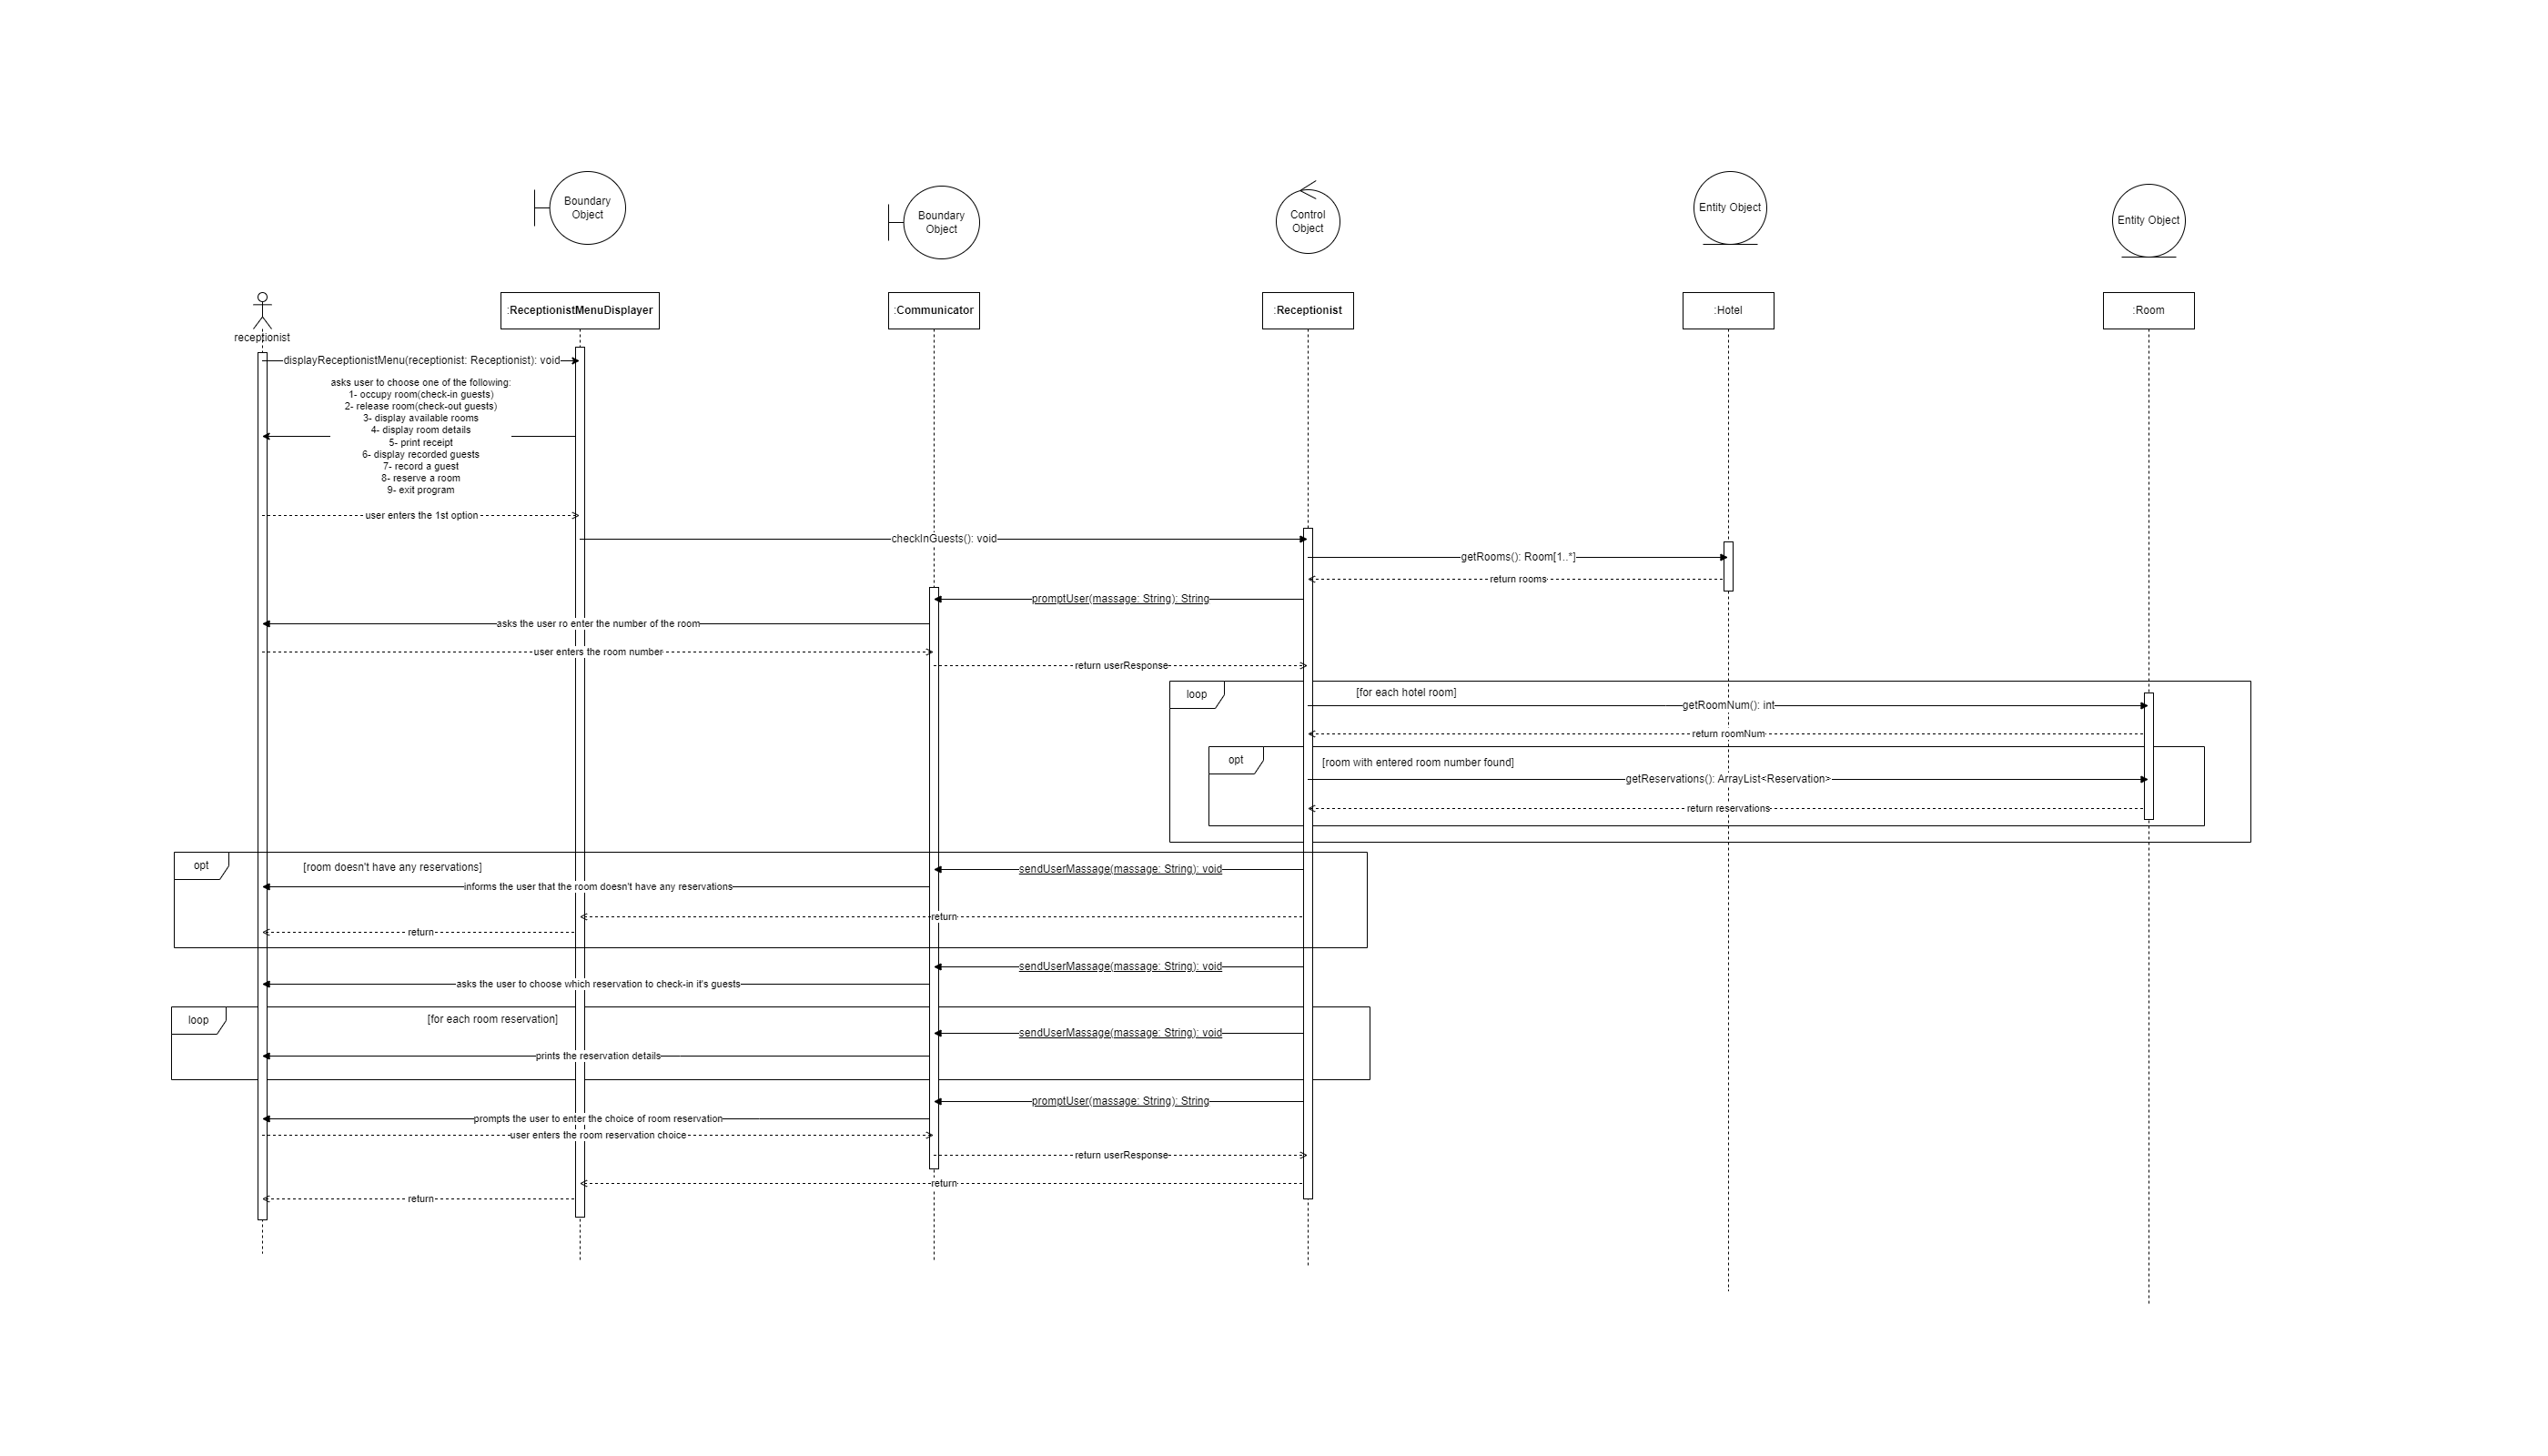 Boundary
Object
Boundary
Object
Control
Object
Entity Object
Entity Object
receptionist
:ReceptionistMenuDisplayer
:Communicator
:Receptionist
:Hotel
:Room
displayReceptionistMenu(receptionist: Receptionist): void
asks user to choose one of the following:
1- occupy room(check-in guests)
2- release room(check-out guests)
3- display available rooms
4- display room details
5- print receipt
6- display recorded guests
7- record a guest
8- reserve a room
9- exit program
user enters the 1st option
checkInGuests(): void
getRooms(): Room[1..*]
return rooms
promptUser(massage: String): String
asks the user ro enter the number of the room
user enters the room number
return userResponse
loop
[for each hotel room]
getRoomNum(): int
return roomNum
opt
[room with entered room number found]
getReservations(): ArrayList<Reservation>
return reservations
opt
[room doesn't have any reservations]
sendUserMassage(massage: String): void
informs the user that the room doesn't have any reservations
return
return
sendUserMassage(massage: String): void
asks the user to choose which reservation to check-in it's guests
loop
[for each room reservation]
sendUserMassage(massage: String): void
prints the reservation details
promptUser(massage: String): String
prompts the user to enter the choice of room reservation
user enters the room reservation choice
return userResponse
return
return